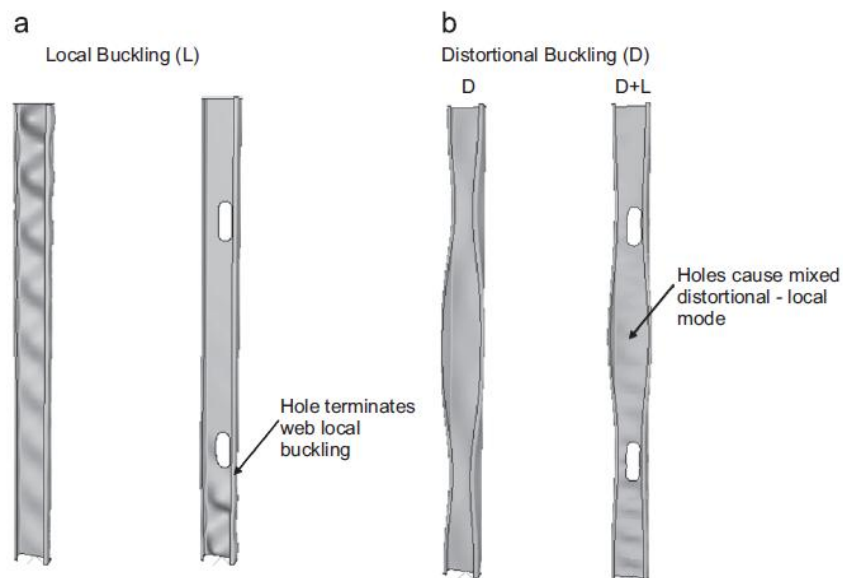 a
Local Buckling (L)
Hole terminates
web local
buckling
b
Distortional Buckling (D)
D
D+L
Holes cause mixed
distortional - local
mode